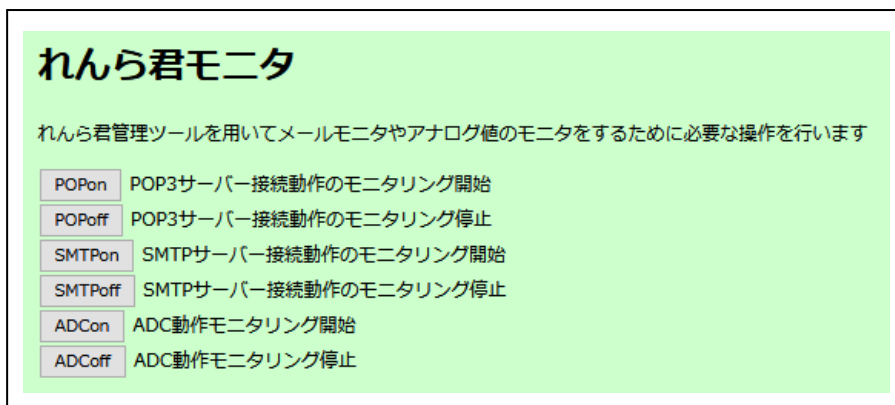 れんら君モニタ
れんら君管理ツールを用いてメールモニタやアナログ値のモニタをするために必要な操作を行います
POPon POP3サーバー接続動作のモニタリング開始
POPoff POP3サーバー接続動作のモニタリング停止
SMTPon SMTPサーバー接続動作のモニタリング開始
SMTPoff SMTPサーバー接続動作のモニタリング停止
ADCon ADC動作モニタリング開始
ADCoff ADC動作モニタリング停止